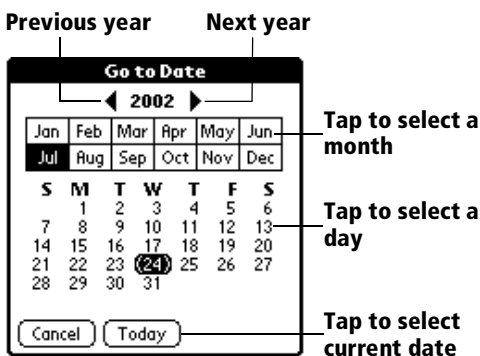 Previous year Next year
Go to Date
2002
Jan Feb Mar Apr May Jun
Jul Aug Sep Oct Nov Dec
Tap to select a
month
S M T W T F S
1 2 3 4 5 6
7 8 9 10 11 12 13
14 15 16 17 18 19 20
21 22 23 24 25 26 27
28 29 30 31
Tap to select a
day
Cancel Today
Tap to select
current date